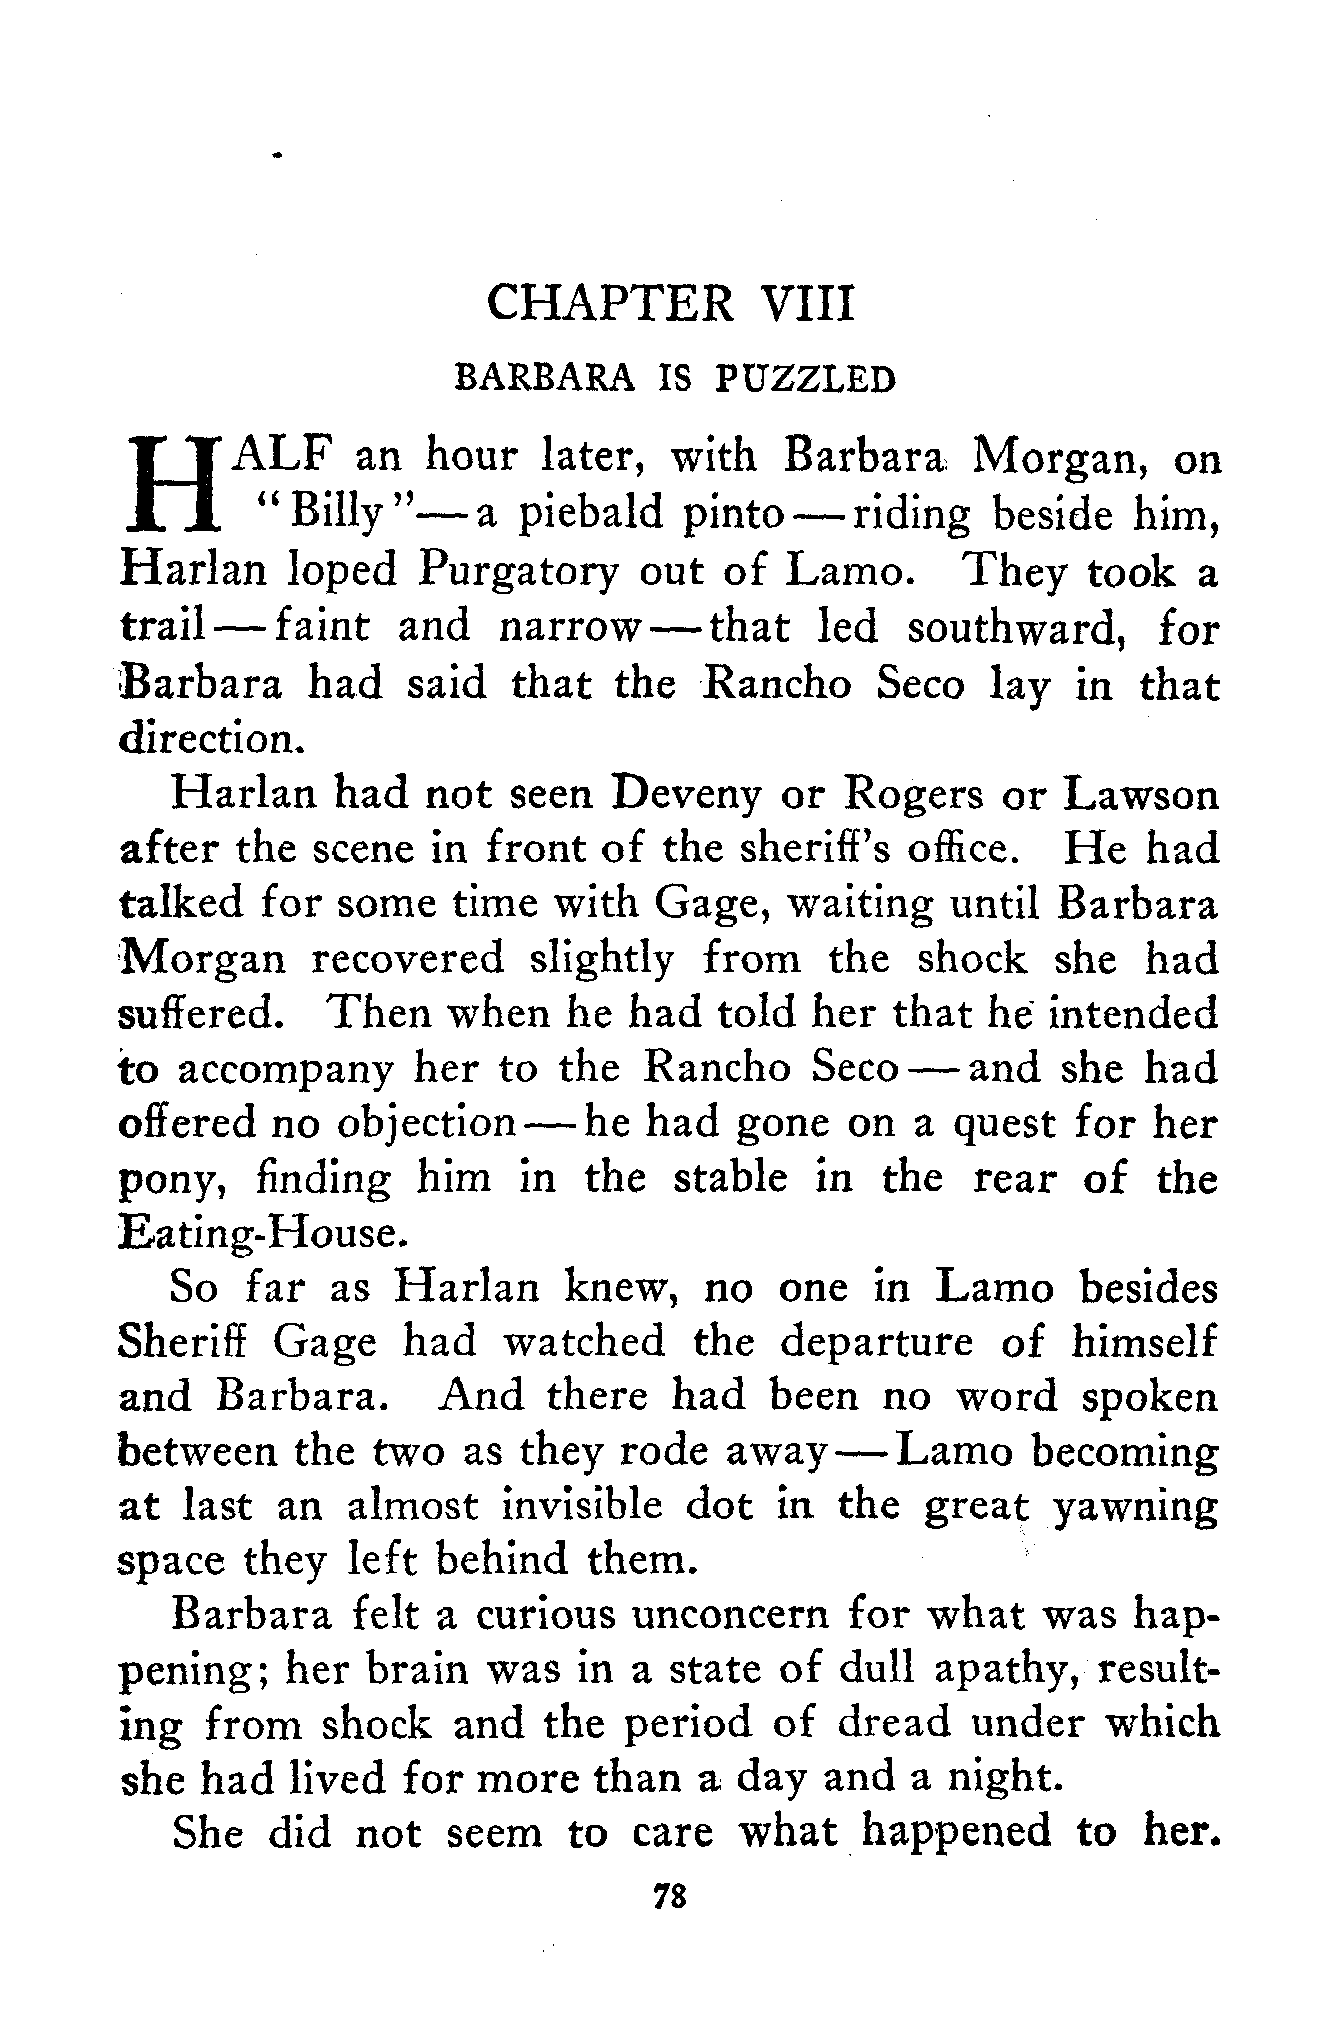 CHAPTER VIII
BARBARA IS PUZZLED
HALF an hour later, with Barbara Morgan, on
"Billy"—a piebald pinto—riding beside him,
Harlan loped Purgatory out of Lamo. They took a
trail—faint and narrow—that led southward, for
Barbara had said that the Rancho Seco lay in that
direction.
Harlan had not seen Deveny or Rogers or Lawson
after the scene in front of the sheriff's office. He had
talked for some time with Gage, waiting until Barbara
Morgan recovered slightly from the shock she had
suffered. Then when he had told her that he intended
to accompany her to the Rancho Seco—and she had
offered no objection—he had gone on a quest for her
pony, finding him in the stable in the rear of the
Eating-House.
So far as Harlan knew, no one in Lamo besides
Sheriff Gage had watched the departure of himself
and Barbara. And there had been no word spoken
between the two as they rode away—Lamo becoming
at last an almost invisible dot in the great yawning
space they left behind them.
Barbara felt a curious unconcern for what was hap-
pening; her brain was in a state of dull apathy, result-
ing from shock and the period of dread under which
she had lived for more than a day and a night.
She did not seem to care what happened to her.
78